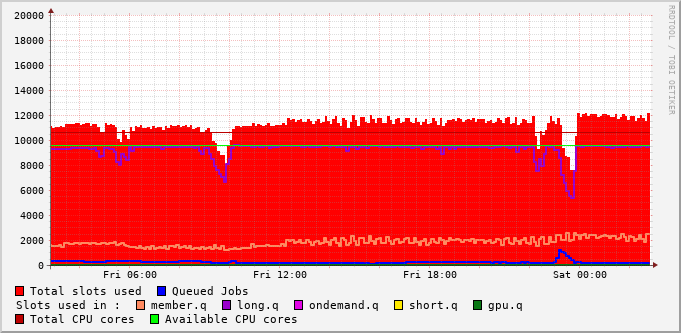 20000
18000
16000
14000
12000
10000
8000
6000
4000
2000
0
Fri 06:00 Fri 12:00 Fri 18:00 Sat 00:00
RRDTOOL / TOBI OETIKER
Total slots used Queued Jobs
Slots used in : member.q long.q ondemand.q short.q gpu.q
Total CPU cores Available CPU cores